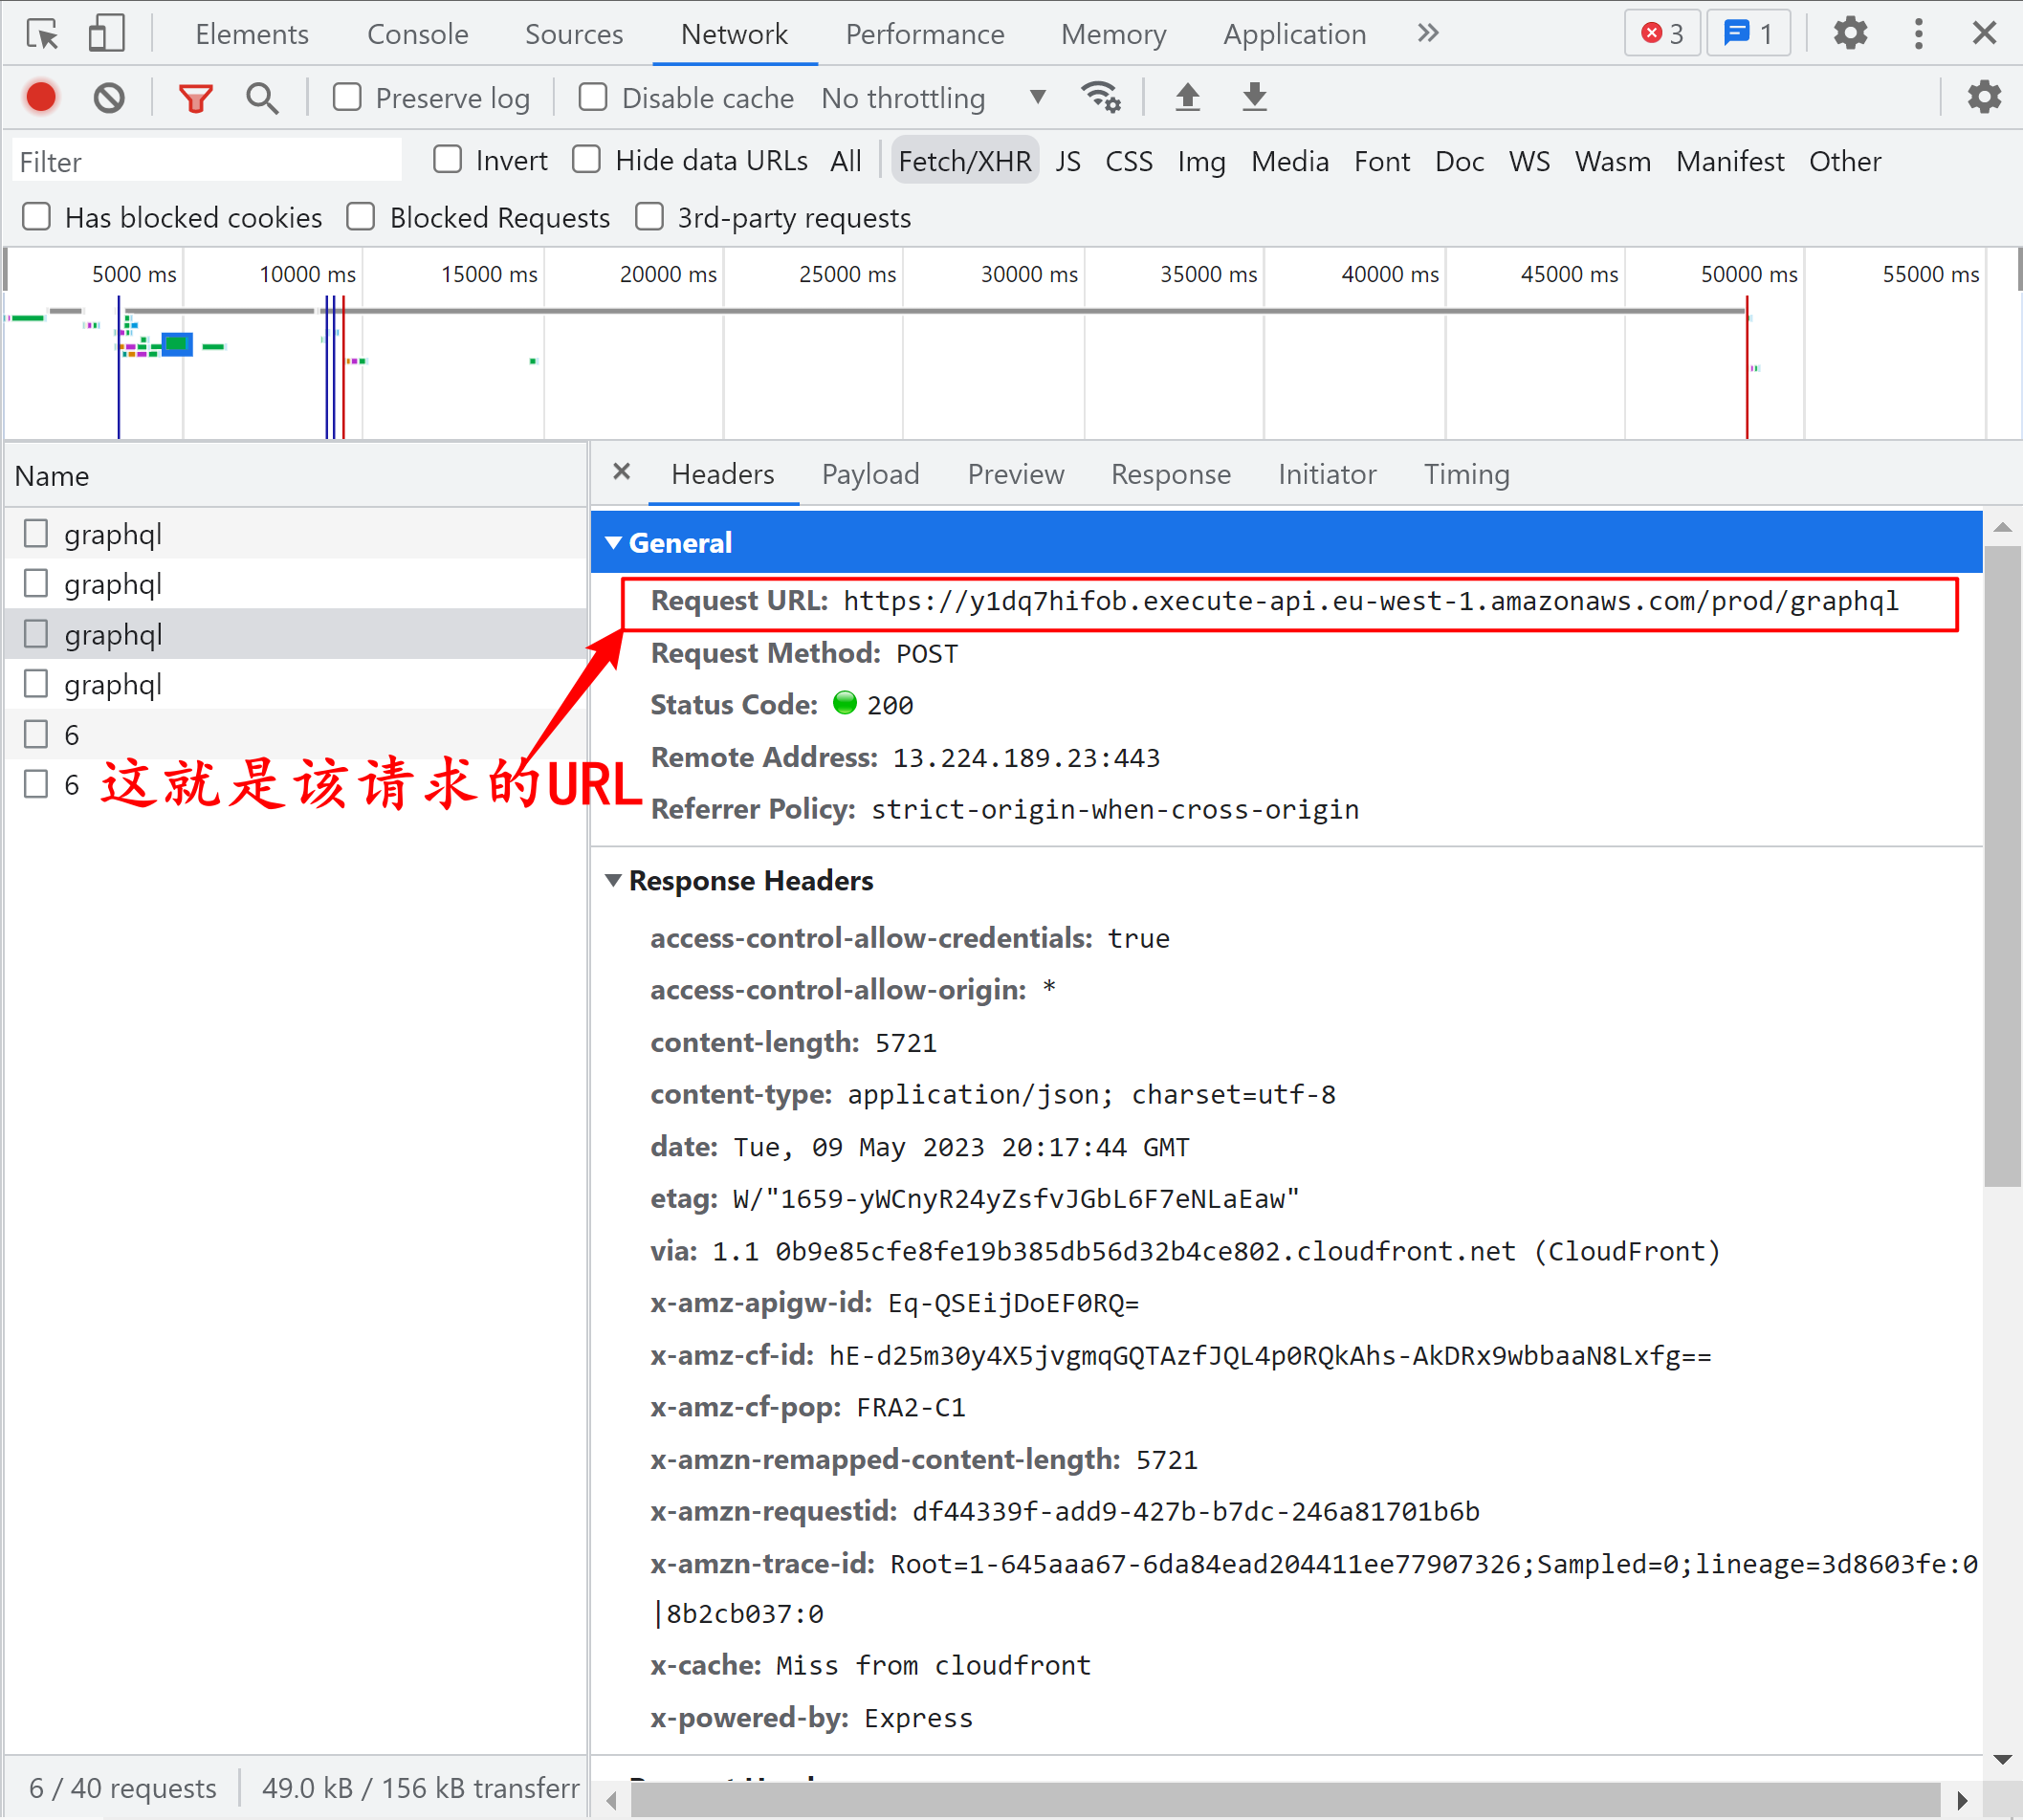 Elements Console Sources Network Performance Memory Application 3 1
Preserve log Disable cache No throttling
Filter Invert Hide data URLs All Fetch/XHR JS CSS Img Media Font Doc WS Wasm Manifest Other
Has blocked cookies Blocked Requests 3rd-party requests
5000 ms 10000 ms 15000 ms 20000 ms 25000 ms 30000 ms 35000 ms 40000 ms 45000 ms 50000 ms 55000 ms
Name
graphql
graphql
graphql
graphql
6
6
这就是该请求的URL
Headers Payload Preview Response Initiator Timing
General
Request URL: https://y1dq7hifob.execute-api.eu-west-1.amazonaws.com/prod/graphql
Request Method: POST
Status Code: 200
Remote Address: 13.224.189.23:443
Referrer Policy: strict-origin-when-cross-origin
Response Headers
access-control-allow-credentials: true
access-control-allow-origin: *
content-length: 5721
content-type: application/json; charset=utf-8
date: Tue, 09 May 2023 20:17:44 GMT
etag: W/"1659-yWCnyR24yZsfvJGbL6F7eNLaEaw"
via: 1.1 0b9e85cfe8fe19b385db56d32b4ce802.cloudfront.net (CloudFront)
x-amz-apigw-id: Eq-QSEijDoEF0RQ=
x-amz-cf-id: hE-d25m30y4X5jvgmqGQTAzfJQL4p0RQkAhs-AkDRx9wbbaaN8Lxfg==
x-amz-cf-pop: FRA2-C1
x-amzn-remapped-content-length: 5721
x-amzn-requestid: df44339f-add9-427b-b7dc-246a81701b6b
x-amzn-trace-id: Root=1-645aaa67-6da84ead204411ee77907326;Sampled=0;lineage=3d8603fe:0
|8b2cb037:0
x-cache: Miss from cloudfront
x-powered-by: Express
6 / 40 requests 49.0 kB / 156 kB transferr